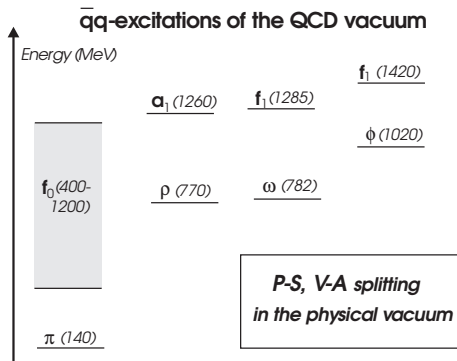 q̄q-excitations of the QCD vacuum
Energy (MeV)
f₁ (1420)
a₁ (1260)
f₁ (1285)
ϕ (1020)
f₀ (400-
1200)
ρ (770)
ω (782)
P-S, V-A splitting
in the physical vacuum
π (140)